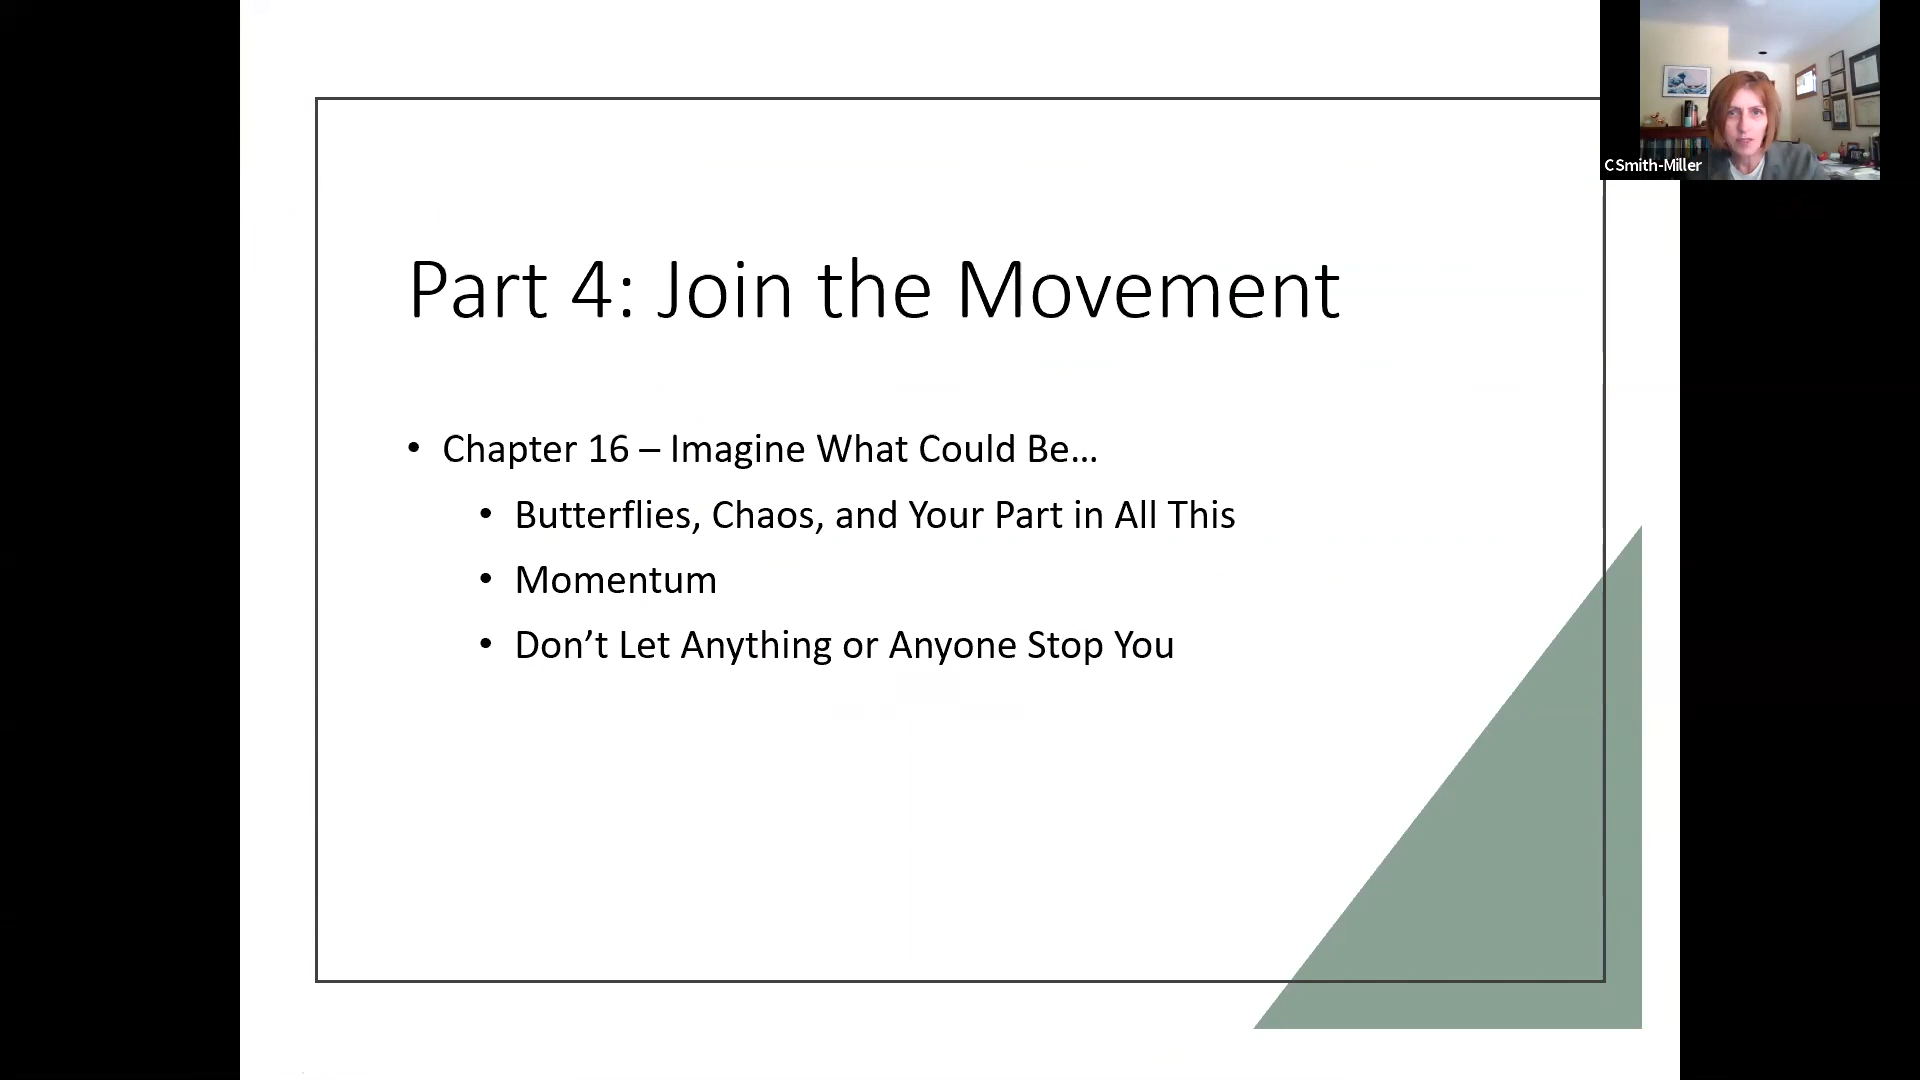 Part 4: Join the Movement
• Chapter 16 – Imagine What Could Be…
• Butterflies, Chaos, and Your Part in All This
• Momentum
• Don’t Let Anything or Anyone Stop You
C Smith-Miller